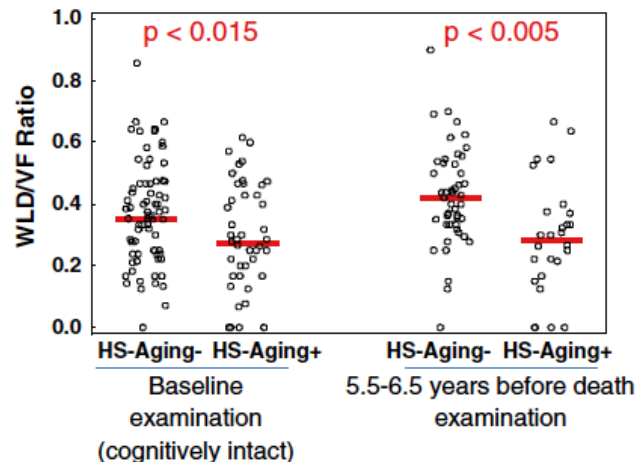 p < 0.015 p < 0.005
WLD/VF Ratio
1.0
0.8
0.6
0.4
0.2
0.0
HS-Aging- HS-Aging+ HS-Aging- HS-Aging+
Baseline
examination
(cognitively intact)
5.5-6.5 years before death
examination